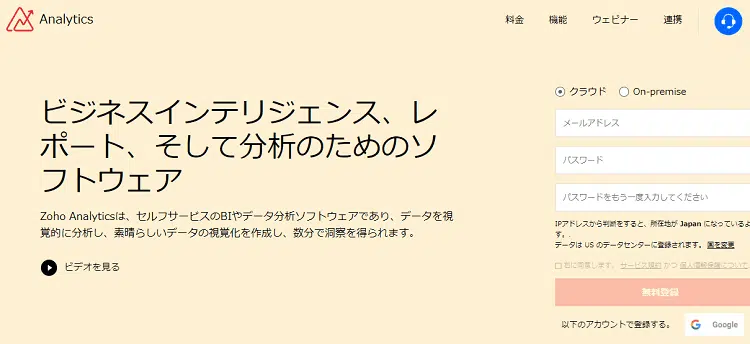 Analytics
料金 機能 ウェビナー 連携
ビジネスインテリジェンス、レ
ポート、そして分析のためのソ
フトウェア
Zoho Analyticsは、セルフサービスのBIやデータ分析ソフトウェアであり、データを視
覚的に分析し、素晴らしいデータの視覚化を作成し、数分で洞察を得られます。
ビデオを見る
クラウド On-premise
メールアドレス
パスワード
パスワードをもう一度入力してください
IPアドレスから判断をすると、所在地が Japan になっているよ
す。.
データは US のデータセンターに登録されます。 国を変更
に同意します。 サービス規約 かつ 個人情報保護について
無料登録
以下のアカウントで登録する。 Google